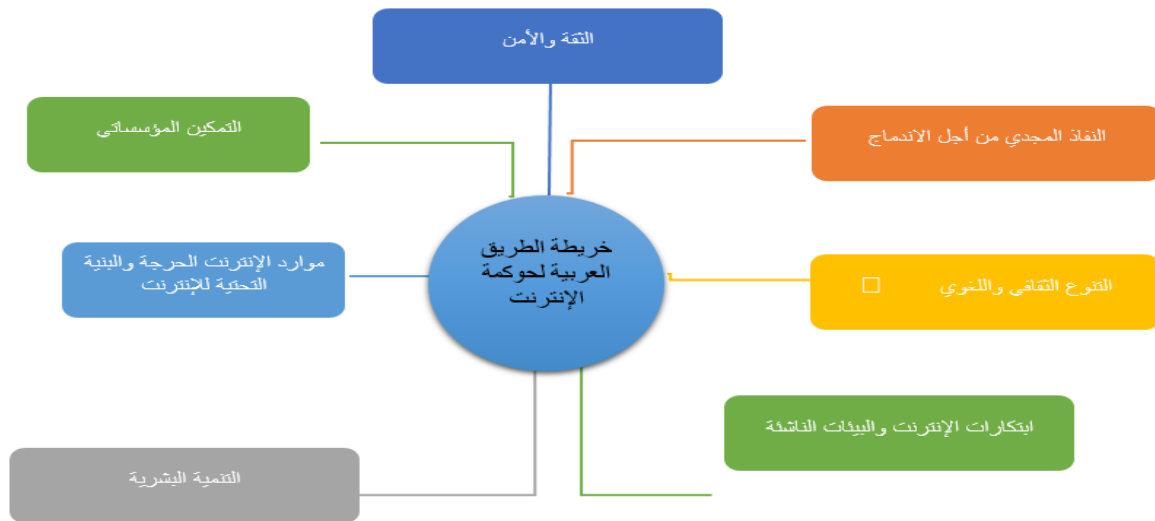 الثقة والأمن
التمكين المؤسساتي
النفاذ المجدي من أجل الاندماج
خريطة الطريق
العربية لحوكمة
الإنترنت
موارد الإنترنت الحرجة والبنية
التحتية للإنترنت
التنوع الثقافي واللغوي
ابتكارات الإنترنت والبيئات الناشئة
التنمية البشرية